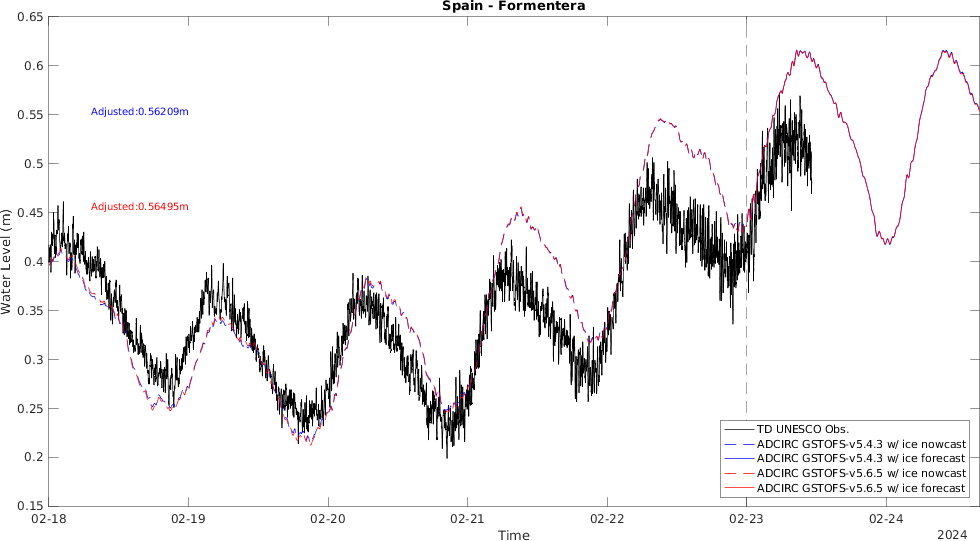 Spain - Formentera
0.65
0.6
0.55
0.5
0.45
0.4
0.35
0.3
0.25
0.2
0.15
Water Level (m)
Adjusted:0.56209m
Adjusted:0.56495m
TD UNESCO Obs.
ADCIRC GSTOFS-v5.4.3 w/ ice nowcast
ADCIRC GSTOFS-v5.4.3 w/ ice forecast
ADCIRC GSTOFS-v5.6.5 w/ ice nowcast
ADCIRC GSTOFS-v5.6.5 w/ ice forecast
02-18 02-19 02-20 02-21 02-22 02-23 02-24
Time
2024